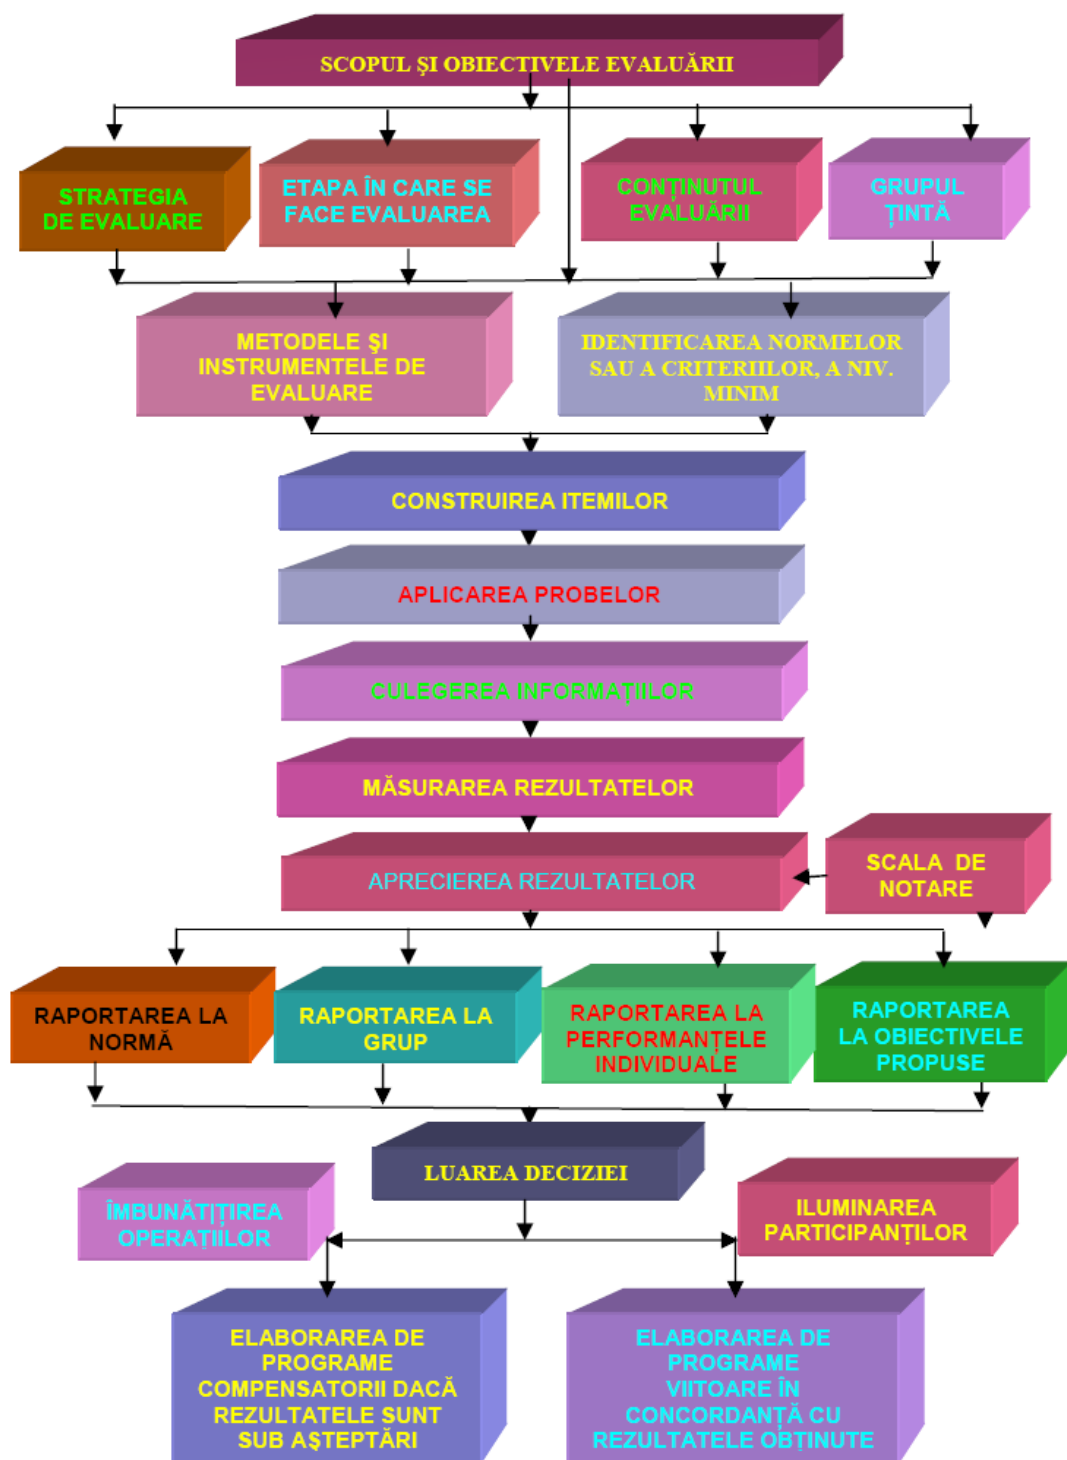 SCOPUL ŞI OBIECTIVELE EVALUĂRII
STRATEGIA
DE EVALUARE
ETAPA ÎN CARE SE
FACE EVALUAREA
CONŢINUTUL
EVALUĂRII
GRUPUL
ŢINTĂ
METODELE ŞI
INSTRUMENTELE DE
EVALUARE
IDENTIFICAREA NORMELOR
SAU A CRITERIILOR, A NIV.
MINIM
CONSTRUIREA ITEMILOR
APLICAREA PROBELOR
CULEGEREA INFORMAŢIILOR
MĂSURAREA REZULTATELOR
APRECIEREA REZULTATELOR
SCALA DE
NOTARE
RAPORTAREA LA
NORMĂ
RAPORTAREA LA
GRUP
RAPORTAREA LA
PERFORMANŢELE
INDIVIDUALE
RAPORTAREA
LA OBIECTIVELE
PROPUSE
LUAREA DECIZIEI
ÎMBUNĂT|ŢIREA
OPERAŢIILOR
ILUMINAREA
PARTICIPANŢILOR
ELABORAREA DE
PROGRAME
COMPENSATORII DACĂ
REZULTATELE SUNT
SUB AŞTEPTĂRI
ELABORAREA DE
PROGRAME
VIITOARE ÎN
CONCORDANŢĂ CU
REZULTATELE OBŢINUTE